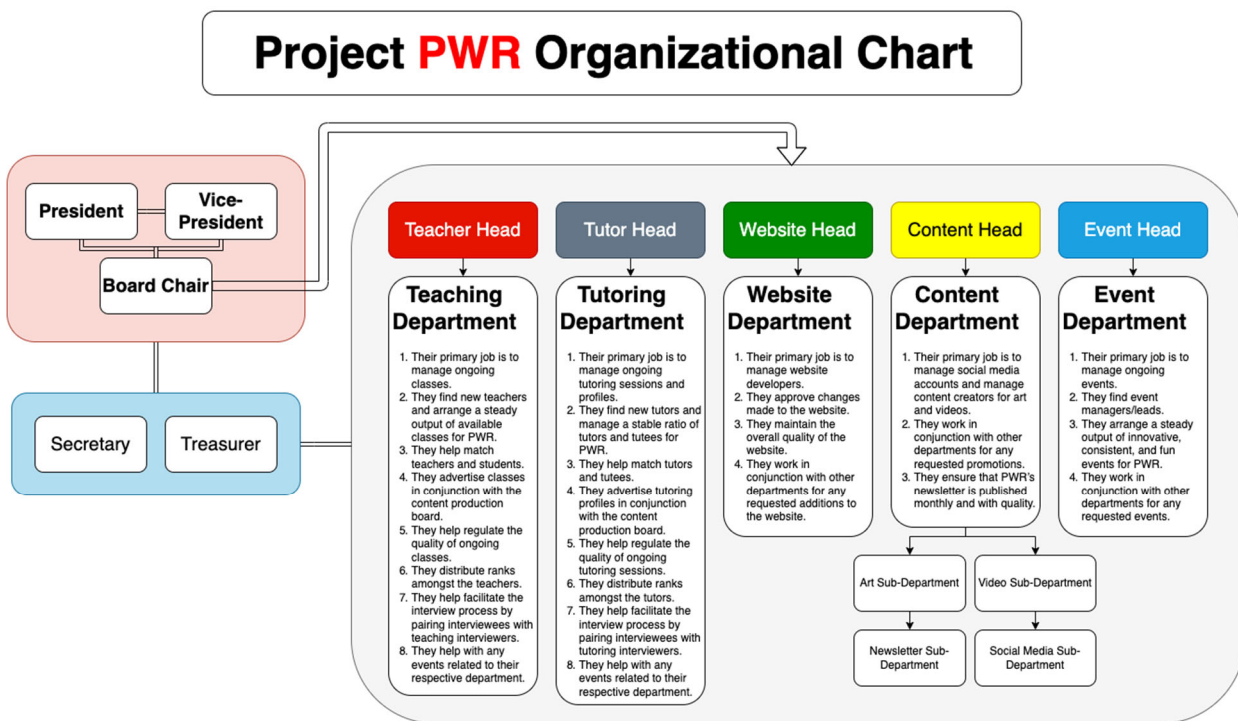 Project PWR Organizational Chart
President
Vice-
President
Board Chair
Secretary
Treasurer
Teacher Head
Teaching
Department
1. Their primary job is to
manage ongoing
classes.
2. They find new teachers
and arrange a steady
output of available
classes for PWR.
3. They help match
teachers and students.
4. They advertise classes
in conjunction with the
content production
board.
5. They help regulate the
quality of ongoing
classes.
6. They distribute ranks
amongst the teachers.
7. They help facilitate the
interview process by
pairing interviewees with
teaching interviewers.
8. They help with any
events related to their
respective department.
Tutor Head
Tutoring
Department
1. Their primary job is to
manage ongoing
tutoring sessions and
profiles.
2. They find new tutors and
manage a stable ratio of
tutors and tutees for
PWR.
3. They help match tutors
and tutees.
4. They advertise tutoring
profiles in conjunction
with the content
production board.
5. They help regulate the
quality of ongoing
tutoring sessions.
6. They distribute ranks
amongst the tutors.
7. They help facilitate the
interview process by
pairing interviewees with
tutoring interviewers.
8. They help with any
events related to their
respective department.
Website Head
Website
Department
1. Their primary job is to
manage website
developers.
2. They approve changes
made to the website.
3. They maintain the
overall quality of the
website.
4. They work in
conjunction with other
departments for any
requested additions to
the website.
Content Head
Content
Department
1. Their primary job is to
manage social media
accounts and manage
content creators for art
and videos.
2. They work in
conjunction with other
departments for any
requested promotions.
3. They ensure that PWR's
newsletter is published
monthly and with quality.
Art Sub-Department
Video Sub-Department
Newsletter Sub-
Department
Social Media Sub-
Department
Event Head
Event
Department
1. Their primary job is to
manage ongoing
events.
2. They find event
managers/leads.
3. They arrange a steady
output of innovative,
consistent, and fun
events for PWR.
4. They work in
conjunction with other
departments for any
requested events.